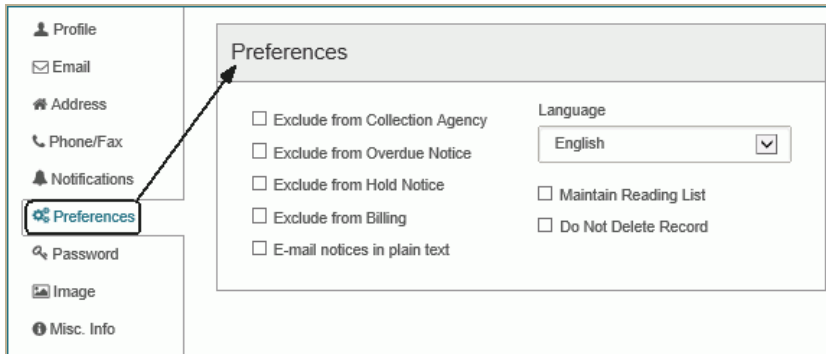 Profile
Email
Address
Phone/Fax
Notifications
Preferences
Password
Image
Misc. Info
Preferences
Exclude from Collection Agency
Exclude from Overdue Notice
Exclude from Hold Notice
Exclude from Billing
E-mail notices in plain text
Language
English
Maintain Reading List
Do Not Delete Record